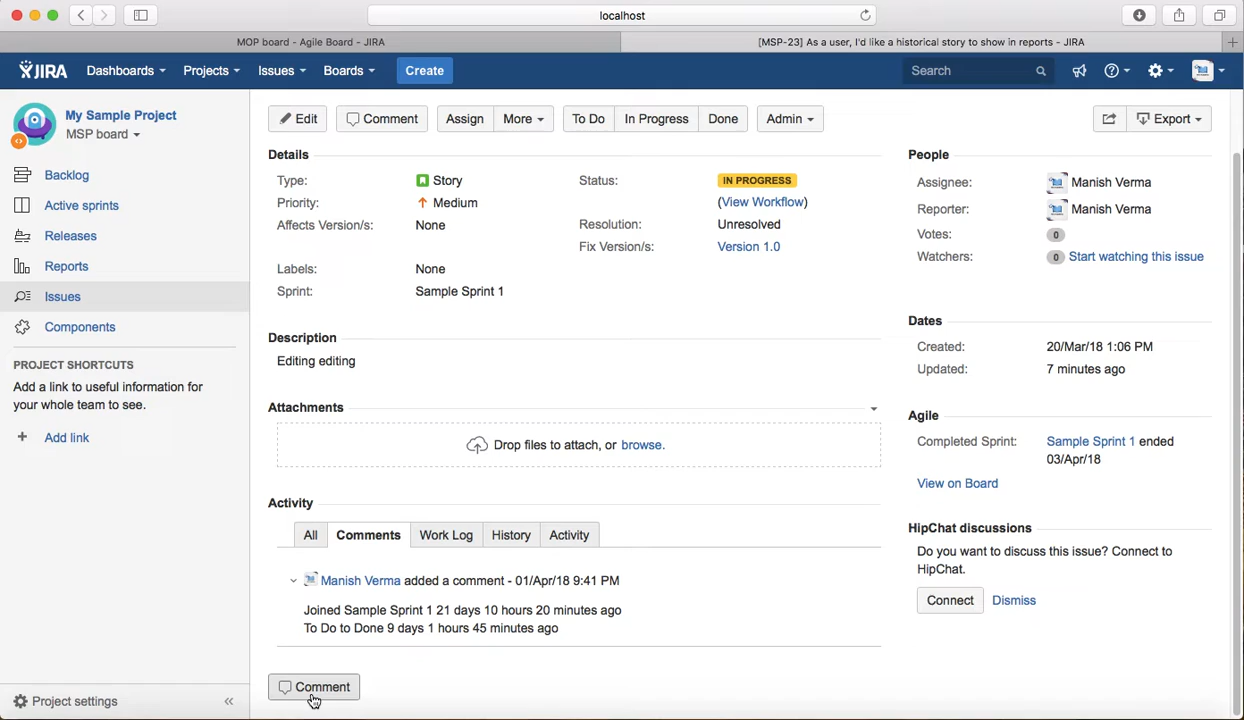 localhost
MOP board - Agile Board - JIRA
[MSP-23] As a user, I'd like a historical story to show in reports - JIRA
JIRA Dashboards Projects Issues Boards Create Search
My Sample Project
MSP board
Backlog
Active sprints
Releases
Reports
Issues
Components
PROJECT SHORTCUTS
Add a link to useful information for
your whole team to see.
Add link
Project settings
Edit Comment Assign More To Do In Progress Done Admin Export
Details
Type: Story
Priority: Medium
Affects Version/s: None
Labels: None
Sprint: Sample Sprint 1
Status: IN PROGRESS
(View Workflow)
Resolution: Unresolved
Fix Version/s: Version 1.0
Description
Editing editing
Attachments
Drop files to attach, or browse.
Activity
All Comments Work Log History Activity
Manish Verma added a comment - 01/Apr/18 9:41 PM
Joined Sample Sprint 1 21 days 10 hours 20 minutes ago
To Do to Done 9 days 1 hours 45 minutes ago
Comment
People
Assignee: Manish Verma
Reporter: Manish Verma
Votes: 0
Watchers: 0 Start watching this issue
Dates
Created: 20/Mar/18 1:06 PM
Updated: 7 minutes ago
Agile
Completed Sprint: Sample Sprint 1 ended
03/Apr/18
View on Board
HipChat discussions
Do you want to discuss this issue? Connect to
HipChat.
Connect Dismiss